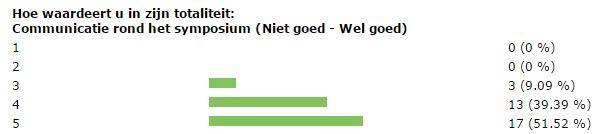 Hoe waardeert u in zijn totaliteit:
Communicatie rond het symposium (Niet goed - Wel goed)
1 0 (0 %)
2 0 (0 %)
3 3 (9.09 %)
4 13 (39.39 %)
5 17 (51.52 %)